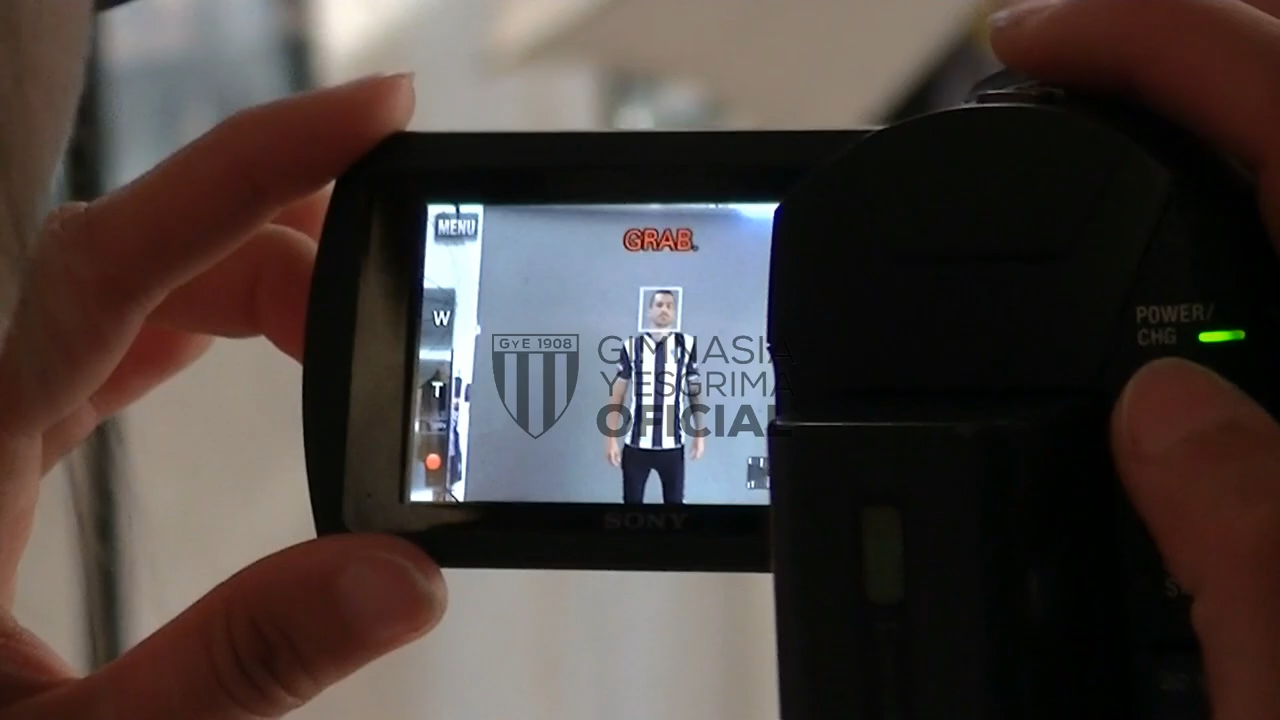 MENU
GRAB.
W
T
GyE 1908
GIMNASIA
Y ESGRIMA
OFICIAL
SONY
POWER/
CHG